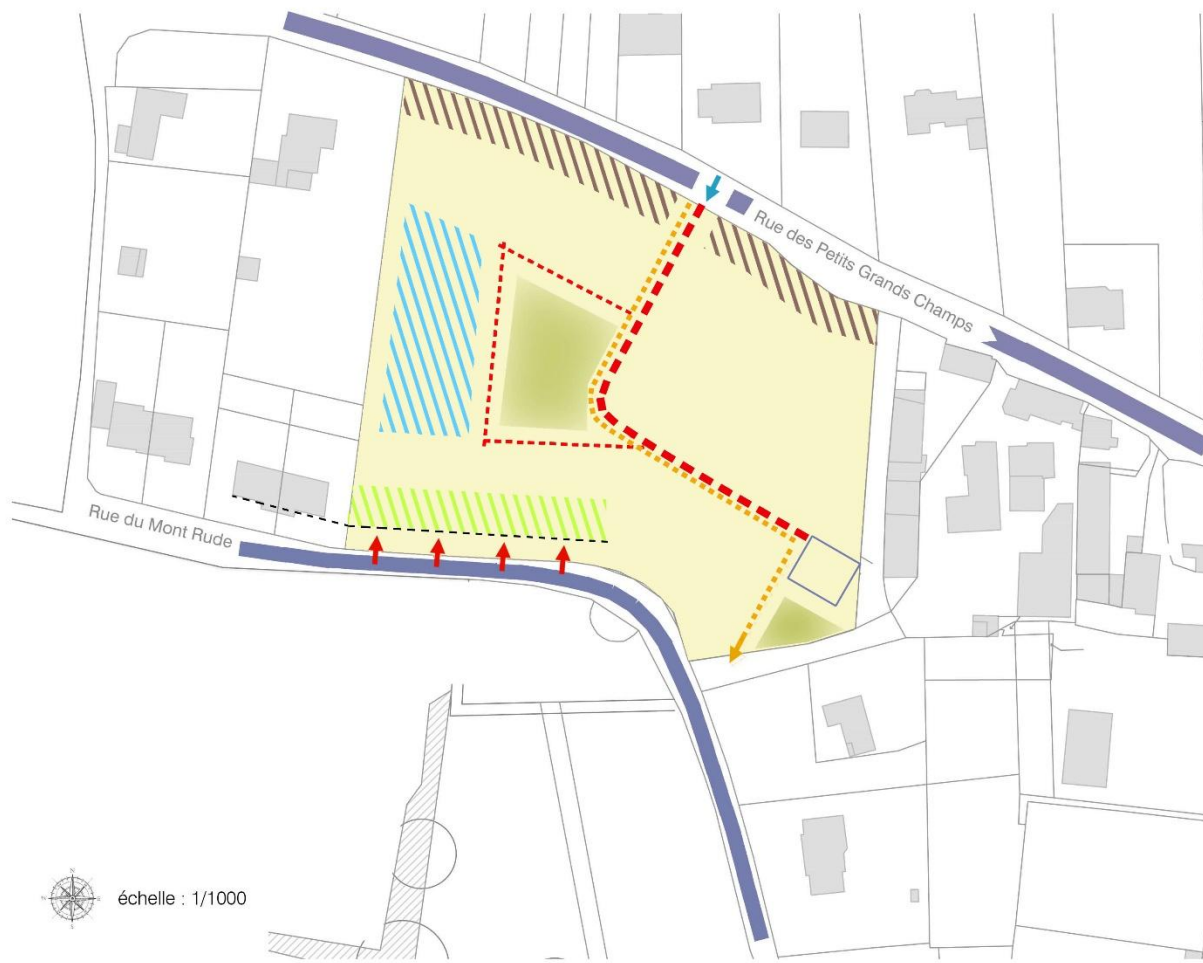 Rue des Petits Grands Champs
Rue du Mont Rude
échelle : 1/1000